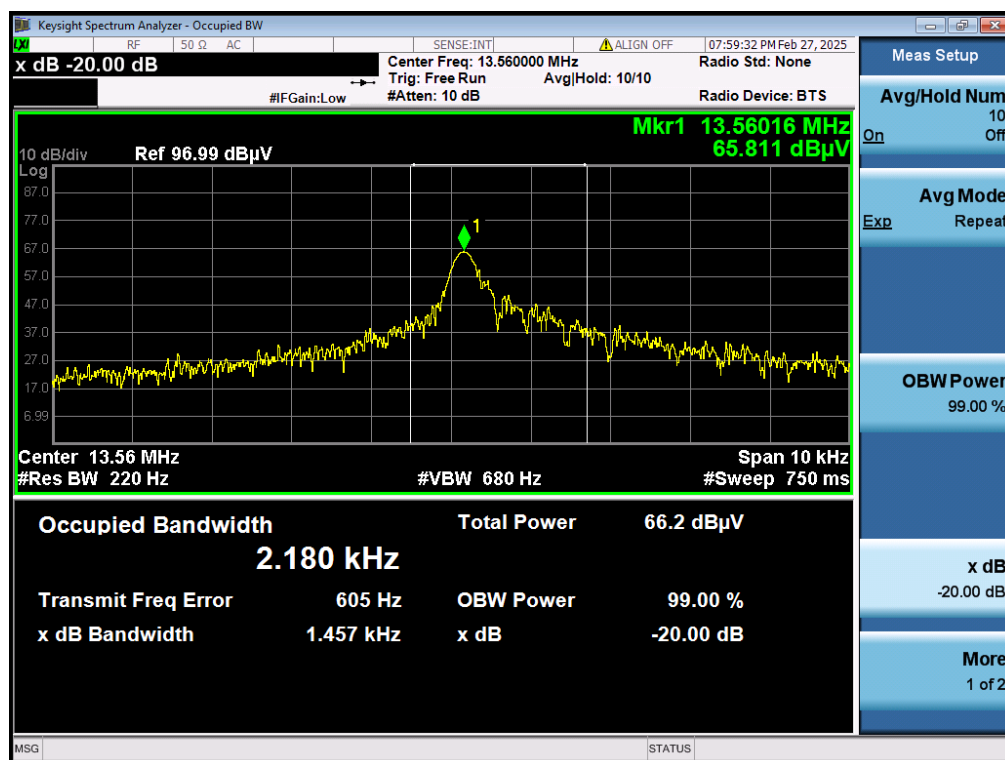 Keysight Spectrum Analyzer - Occupied BW
LXI RF 50 Ω AC SENSE:INT ALIGN OFF 07:59:32 PM Feb 27, 2025
x dB -20.00 dB
Center Freq: 13.560000 MHz Radio Std: None
Trig: Free Run Avg|Hold: 10/10
#IFGain:Low #Atten: 10 dB Radio Device: BTS
Mkr1 13.56016 MHz
65.811 dBµV
10 dB/div Ref 96.99 dBµV
Log
87.0
77.0
1
67.0
57.0
47.0
37.0
27.0
17.0
6.99
Center 13.56 MHz Span 10 kHz
#Res BW 220 Hz #VBW 680 Hz #Sweep 750 ms
Occupied Bandwidth Total Power 66.2 dBµV
2.180 kHz
Transmit Freq Error 605 Hz OBW Power 99.00 %
x dB Bandwidth 1.457 kHz x dB -20.00 dB
Meas Setup
Avg/Hold Num
10
On Off
Avg Mode
Exp Repeat
OBW Power
99.00 %
x dB
-20.00 dB
More
1 of 2
MSG STATUS